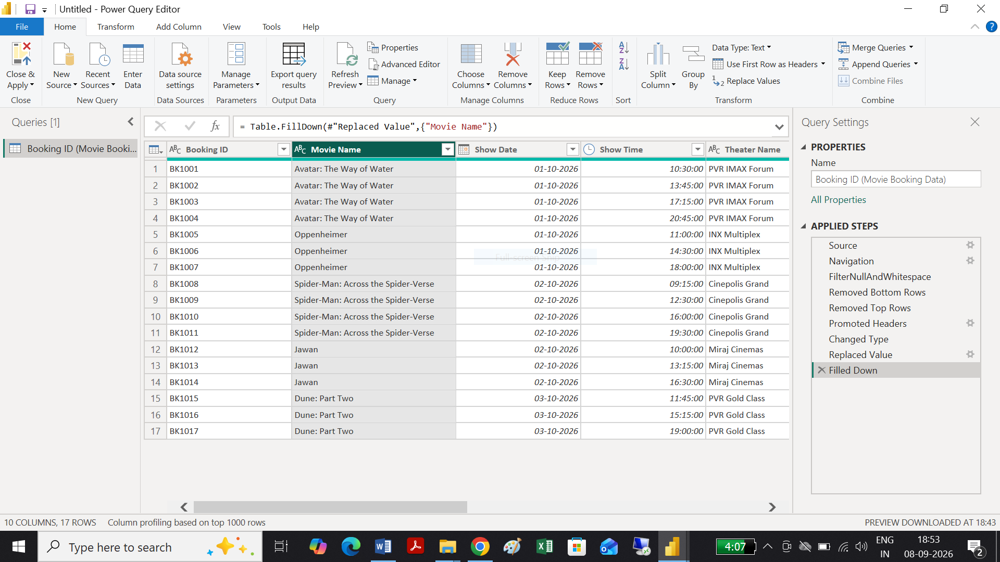 Untitled - Power Query Editor
File Home Transform Add Column View Tools Help
Close & Apply
New Source
Recent Sources
Enter Data
Data source settings
Manage Parameters
Export query results
Refresh Preview
Properties
Advanced Editor
Manage
Choose Columns
Remove Columns
Keep Rows
Remove Rows
Split Column
Group By
Data Type: Text
Use First Row as Headers
Replace Values
Merge Queries
Append Queries
Combine Files
Close New Query Data Sources Parameters Output Data Query Manage Columns Reduce Rows Sort Transform Combine
Queries [1]
Booking ID (Movie Booki...
fx = Table.FillDown(#"Replaced Value",{"Movie Name"})
Booking ID Movie Name Show Date Show Time Theater Name
1 BK1001 Avatar: The Way of Water 01-10-2026 10:30:00 PVR IMAX Forum
2 BK1002 Avatar: The Way of Water 01-10-2026 13:45:00 PVR IMAX Forum
3 BK1003 Avatar: The Way of Water 01-10-2026 17:15:00 PVR IMAX Forum
4 BK1004 Avatar: The Way of Water 01-10-2026 20:45:00 PVR IMAX Forum
5 BK1005 Oppenheimer 01-10-2026 11:00:00 INX Multiplex
6 BK1006 Oppenheimer 01-10-2026 14:30:00 INX Multiplex
Full-screen Snip
7 BK1007 Oppenheimer 01-10-2026 18:00:00 INX Multiplex
8 BK1008 Spider-Man: Across the Spider-Verse 02-10-2026 09:15:00 Cinepolis Grand
9 BK1009 Spider-Man: Across the Spider-Verse 02-10-2026 12:30:00 Cinepolis Grand
10 BK1010 Spider-Man: Across the Spider-Verse 02-10-2026 16:00:00 Cinepolis Grand
11 BK1011 Spider-Man: Across the Spider-Verse 02-10-2026 19:30:00 Cinepolis Grand
12 BK1012 Jawan 02-10-2026 10:00:00 Miraj Cinemas
13 BK1013 Jawan 02-10-2026 13:15:00 Miraj Cinemas
14 BK1014 Jawan 02-10-2026 16:30:00 Miraj Cinemas
15 BK1015 Dune: Part Two 03-10-2026 11:45:00 PVR Gold Class
16 BK1016 Dune: Part Two 03-10-2026 15:15:00 PVR Gold Class
17 BK1017 Dune: Part Two 03-10-2026 19:00:00 PVR Gold Class
Query Settings
PROPERTIES
Name
Booking ID (Movie Booking Data)
All Properties
APPLIED STEPS
Source
Navigation
FilterNullAndWhitespace
Removed Bottom Rows
Removed Top Rows
Promoted Headers
Changed Type
Replaced Value
Filled Down
10 COLUMNS, 17 ROWS Column profiling based on top 1000 rows PREVIEW DOWNLOADED AT 18:43
Type here to search
4:07
ENG
IN
18:53
08-09-2026
2